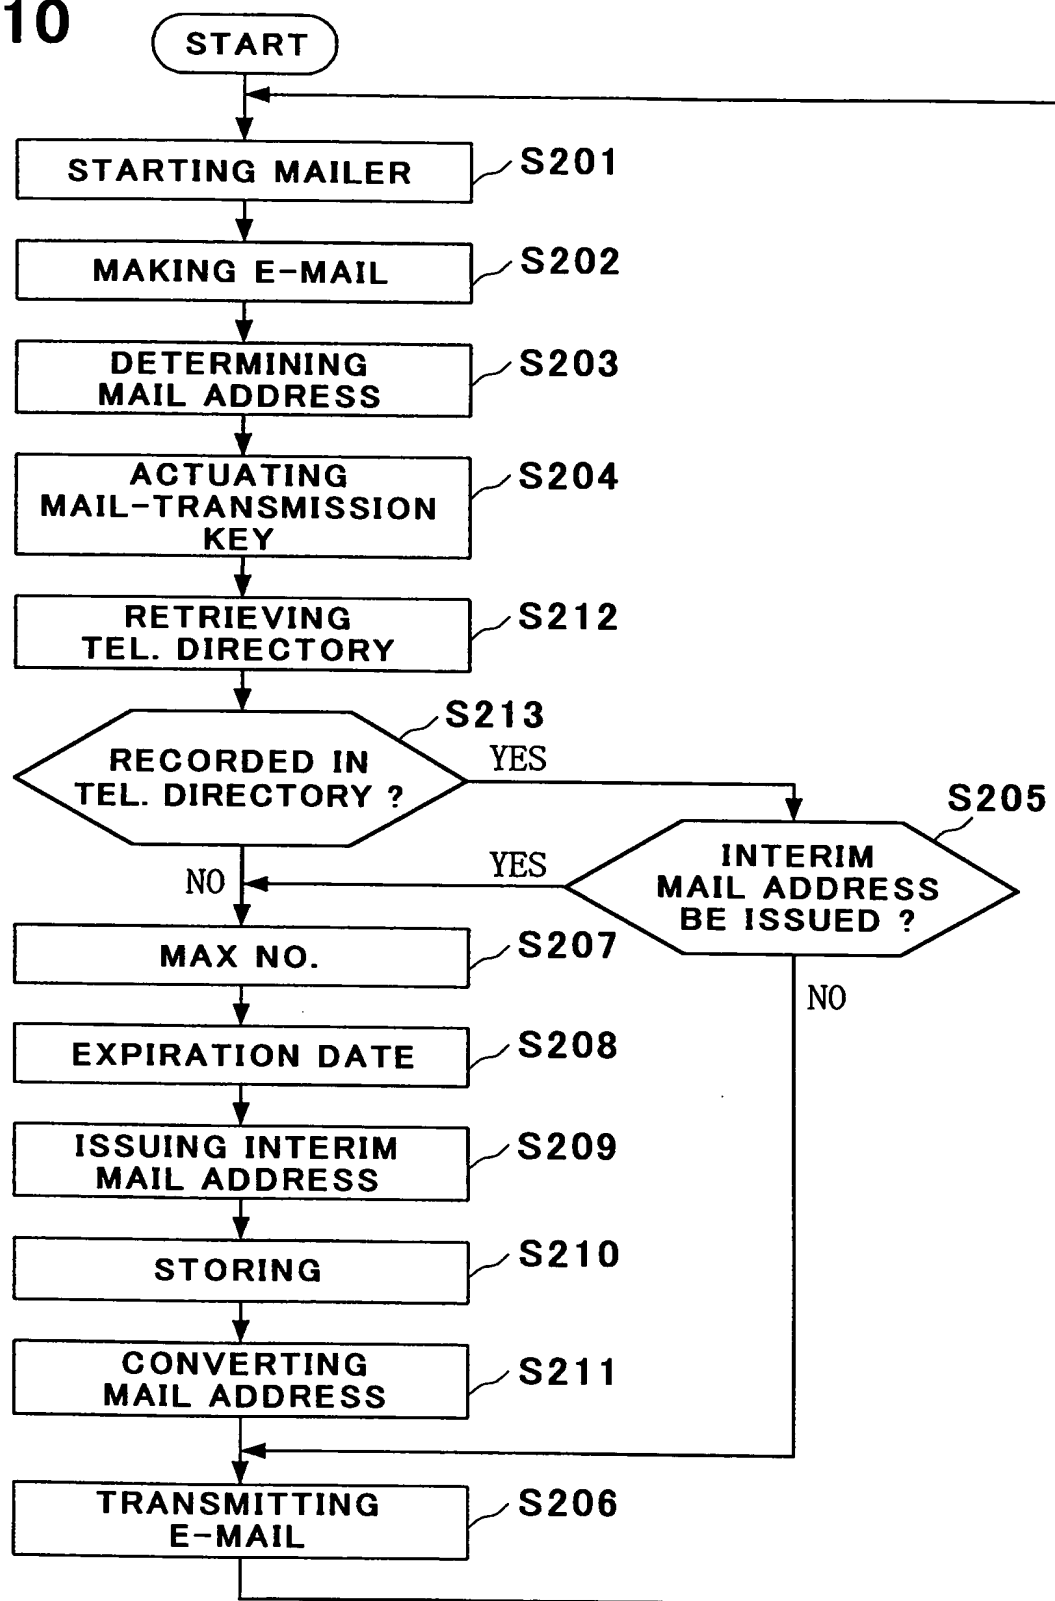 10
START
STARTING MAILER
S201
MAKING E-MAIL
S202
DETERMINING
MAIL ADDRESS
S203
ACTUATING
MAIL-TRANSMISSION
KEY
S204
RETRIEVING
TEL. DIRECTORY
S212
S213
RECORDED IN
TEL. DIRECTORY ?
YES
S205
INTERIM
MAIL ADDRESS
BE ISSUED ?
YES
NO
NO
MAX NO.
S207
EXPIRATION DATE
S208
ISSUING INTERIM
MAIL ADDRESS
S209
STORING
S210
CONVERTING
MAIL ADDRESS
S211
TRANSMITTING
E-MAIL
S206